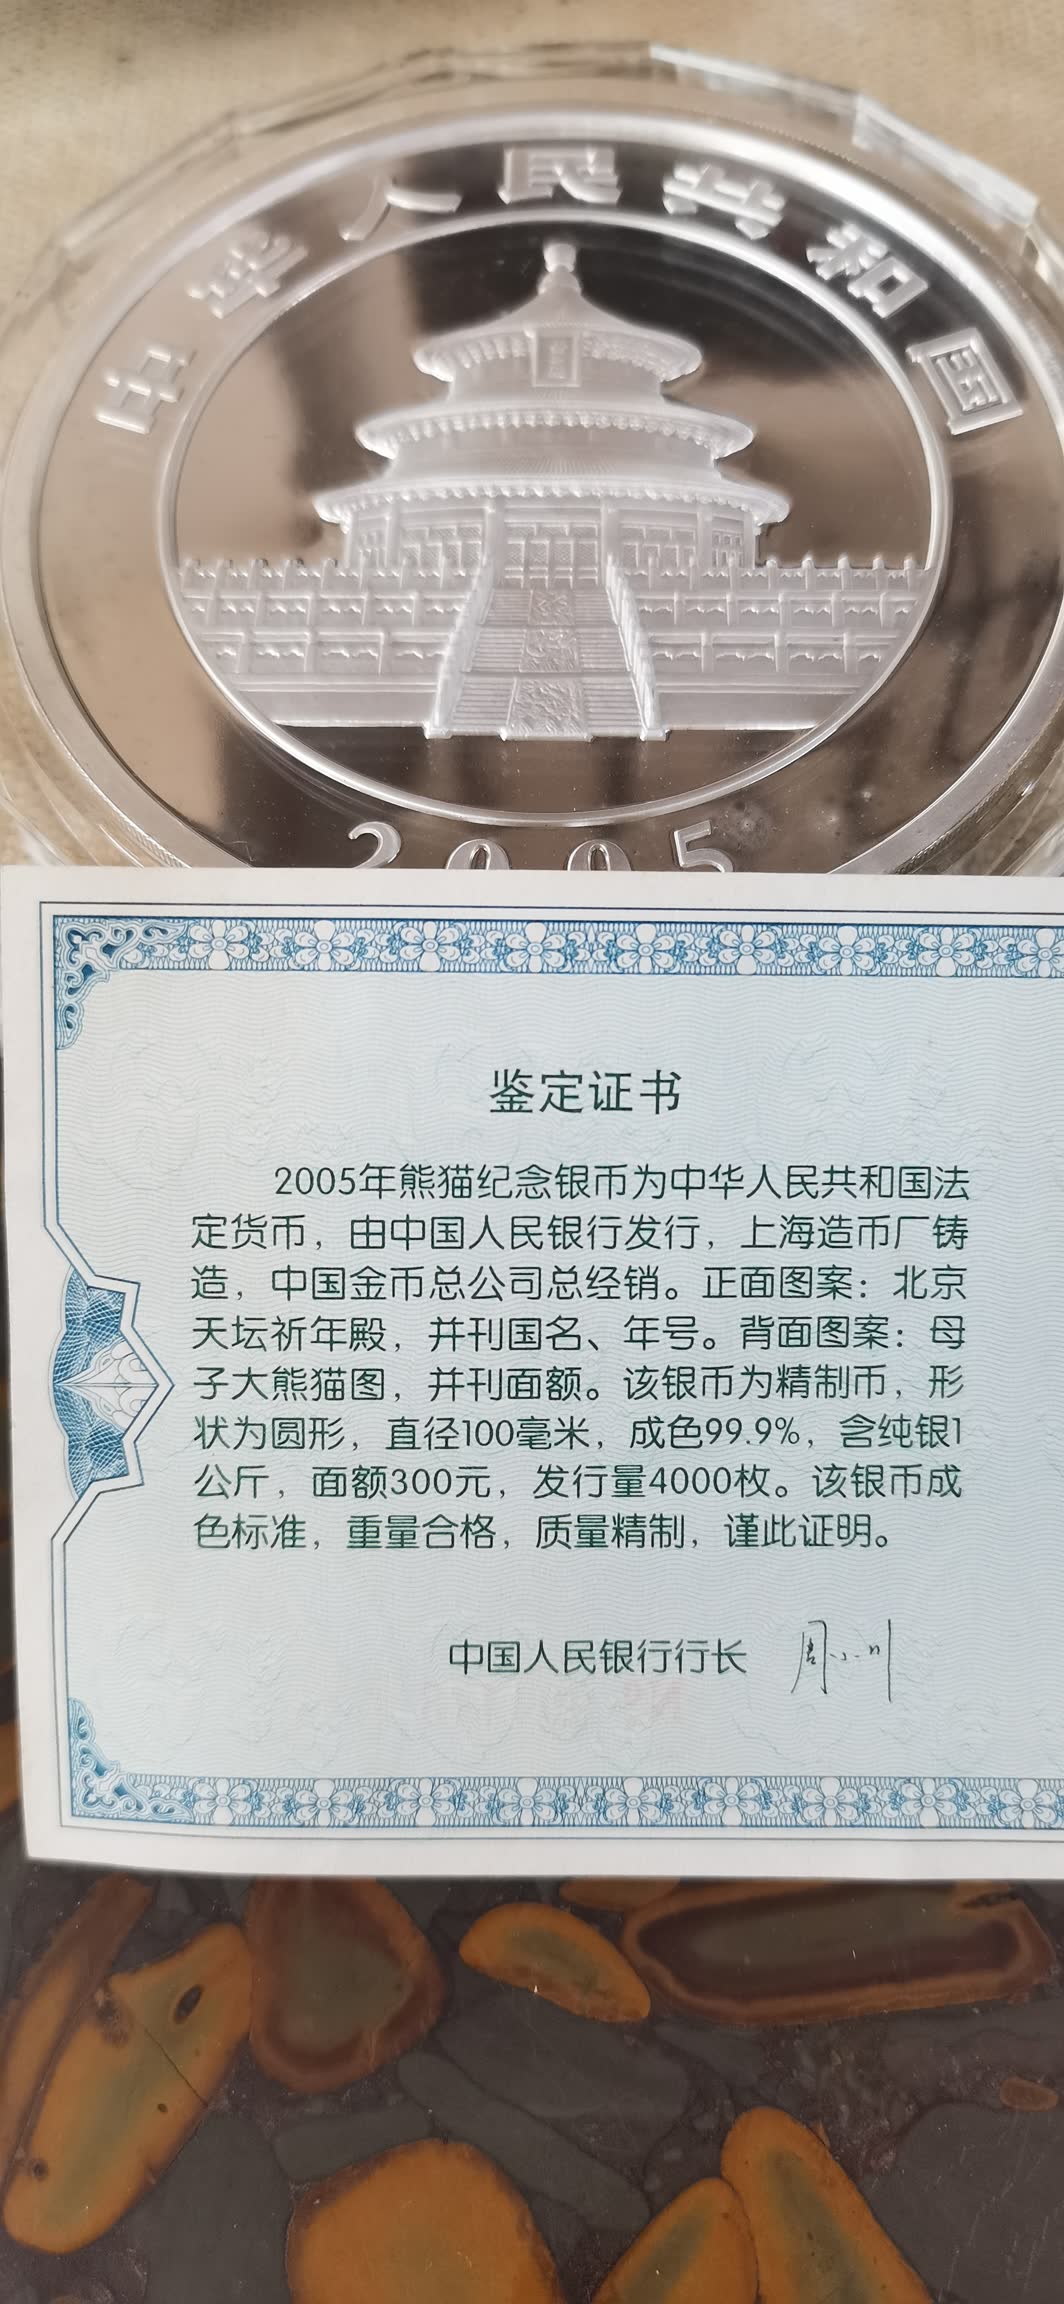 中华人民共和国
2005
鉴定证书
2005年熊猫纪念银币为中华人民共和国法
定货币，由中国人民银行发行，上海造币厂铸
造，中国金币总公司总经销。正面图案：北京
天坛祈年殿，并刊国名、年号。背面图案：母
子大熊猫图，并刊面额。该银币为精制币，形
状为圆形，直径100毫米，成色99.9%，含纯银1
公斤，面额300元，发行量4000枚。该银币成
色标准，重量合格，质量精制，谨此证明。
中国人民银行行长 周小川